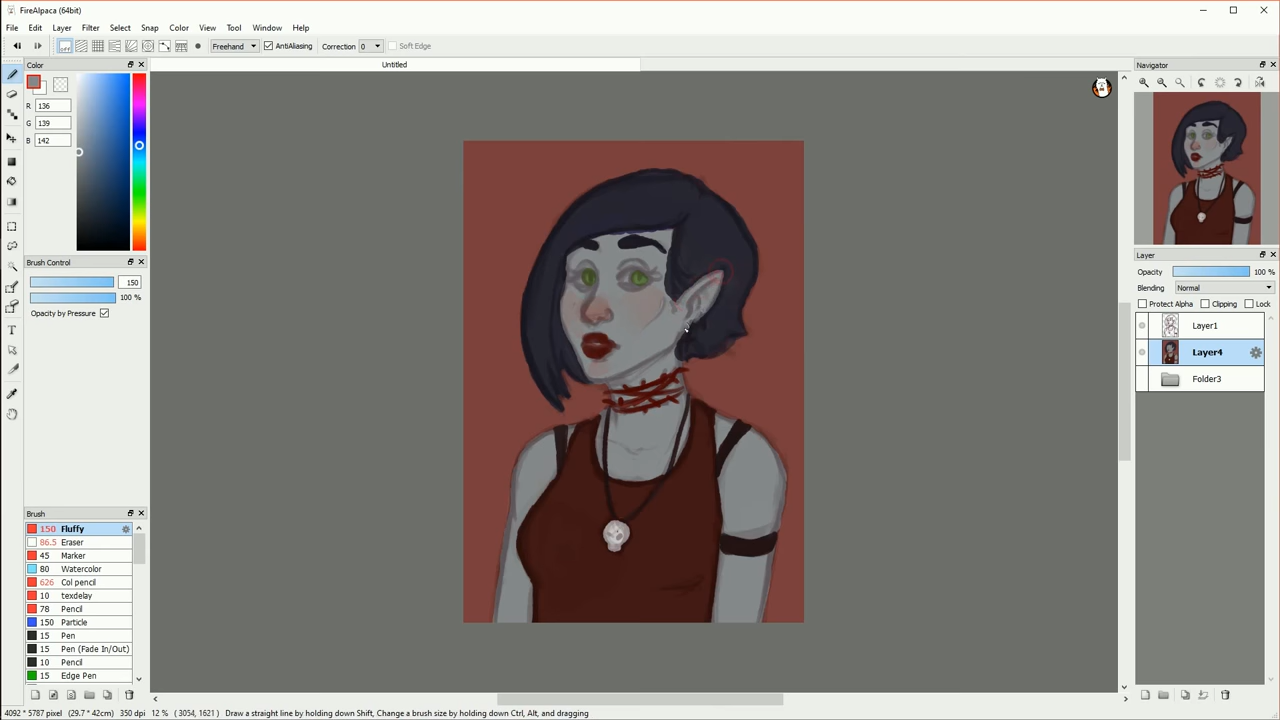 FireAlpaca (64bit)
File Edit Layer Filter Select Snap Color View Tool Window Help
OFF Freehand AntiAliasing Correction 0 Soft Edge
Untitled
Color
R 136
G 139
B 142
Brush Control
150
100 %
Opacity by Pressure
Brush
150 Fluffy
86.5 Eraser
45 Marker
80 Watercolor
626 Col pencil
10 texdelay
78 Pencil
150 Particle
15 Pen
15 Pen (Fade In/Out)
10 Pencil
15 Edge Pen
Navigator
Layer
Opacity 100 %
Blending Normal
Protect Alpha Clipping Lock
Layer1
Layer4
Folder3
4092 * 5787 pixel (29.7 * 42cm) 350 dpi 12 % ( 3054, 1621 ) Draw a straight line by holding down Shift, Change a brush size by holding down Ctrl, Alt, and dragging